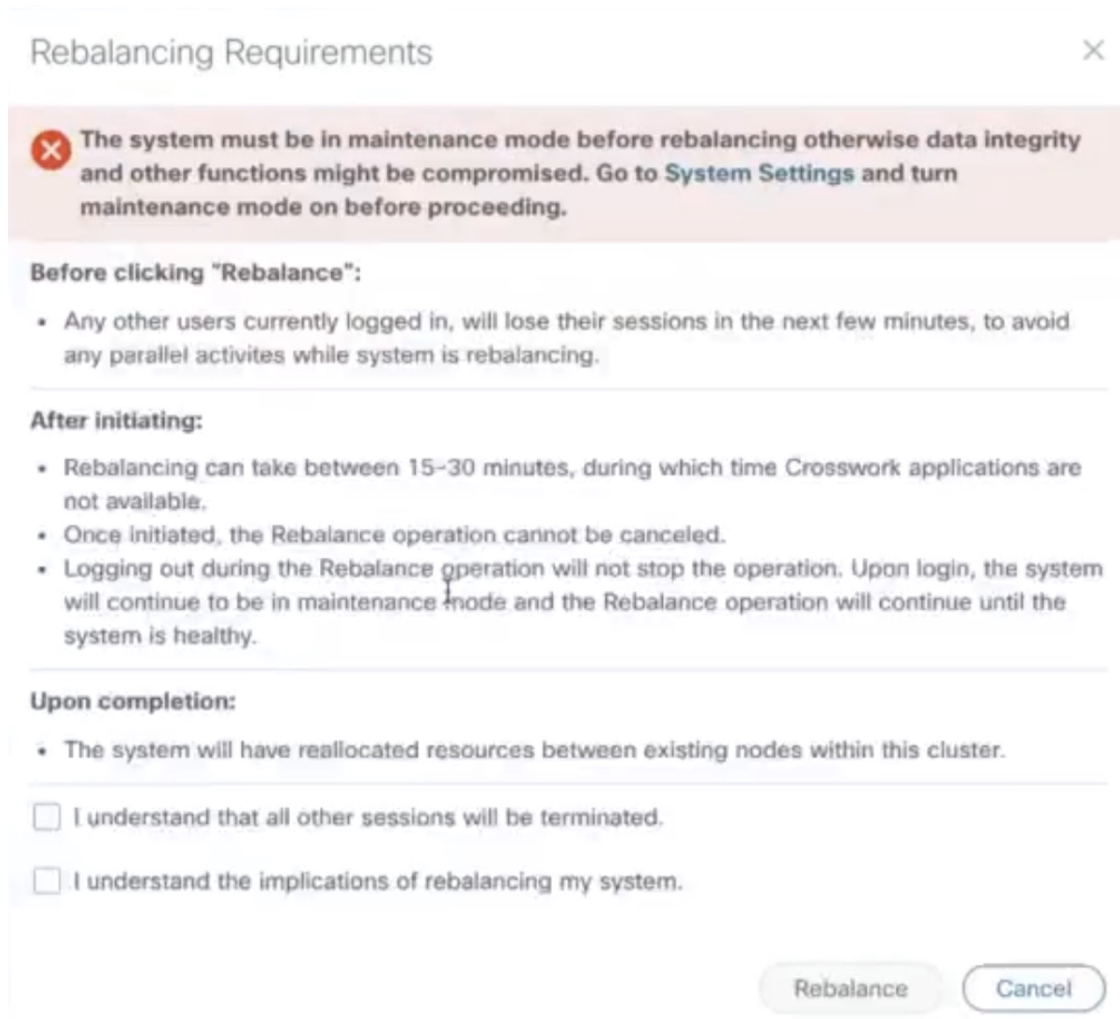 Rebalancing Requirements
The system must be in maintenance mode before rebalancing otherwise data integrity
and other functions might be compromised. Go to System Settings and turn
maintenance mode on before proceeding.
Before clicking "Rebalance":
• Any other users currently logged in, will lose their sessions in the next few minutes, to avoid
any parallel activites while system is rebalancing.
After initiating:
• Rebalancing can take between 15-30 minutes, during which time Crosswork applications are
not available.
• Once initiated, the Rebalance operation cannot be canceled.
• Logging out during the Rebalance operation will not stop the operation. Upon login, the system
will continue to be in maintenance mode and the Rebalance operation will continue until the
system is healthy.
Upon completion:
• The system will have reallocated resources between existing nodes within this cluster.
I understand that all other sessions will be terminated.
I understand the implications of rebalancing my system.
Rebalance Cancel